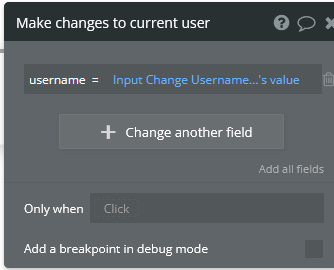 Make changes to current user
username = Input Change Username...'s value
Change another field
Add all fields
Only when Click
Add a breakpoint in debug mode